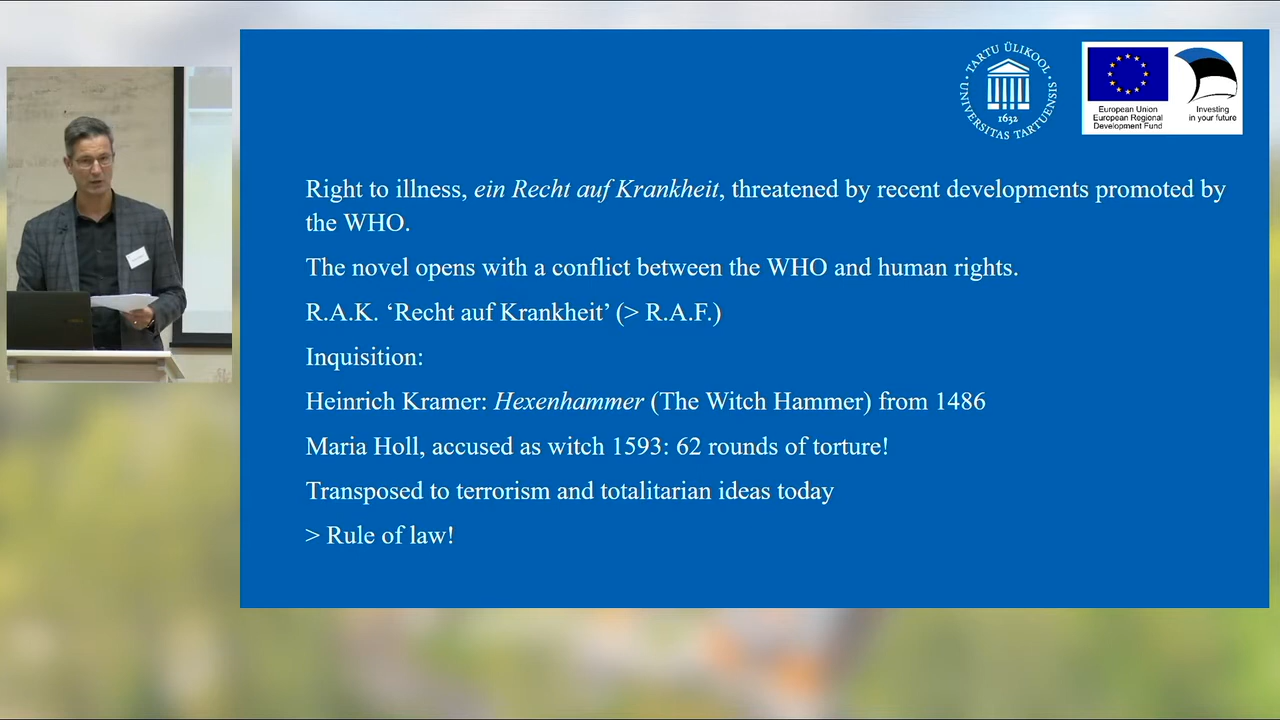 TARTU ÜLIKOOL
UNIVERSITAS TARTUENSIS
1632
European Union
European Regional
Development Fund
Investing
in your future
Right to illness, ein Recht auf Krankheit, threatened by recent developments promoted by
the WHO.
The novel opens with a conflict between the WHO and human rights.
R.A.K. ‘Recht auf Krankheit’ (> R.A.F.)
Inquisition:
Heinrich Kramer: Hexenhammer (The Witch Hammer) from 1486
Maria Holl, accused as witch 1593: 62 rounds of torture!
Transposed to terrorism and totalitarian ideas today
> Rule of law!